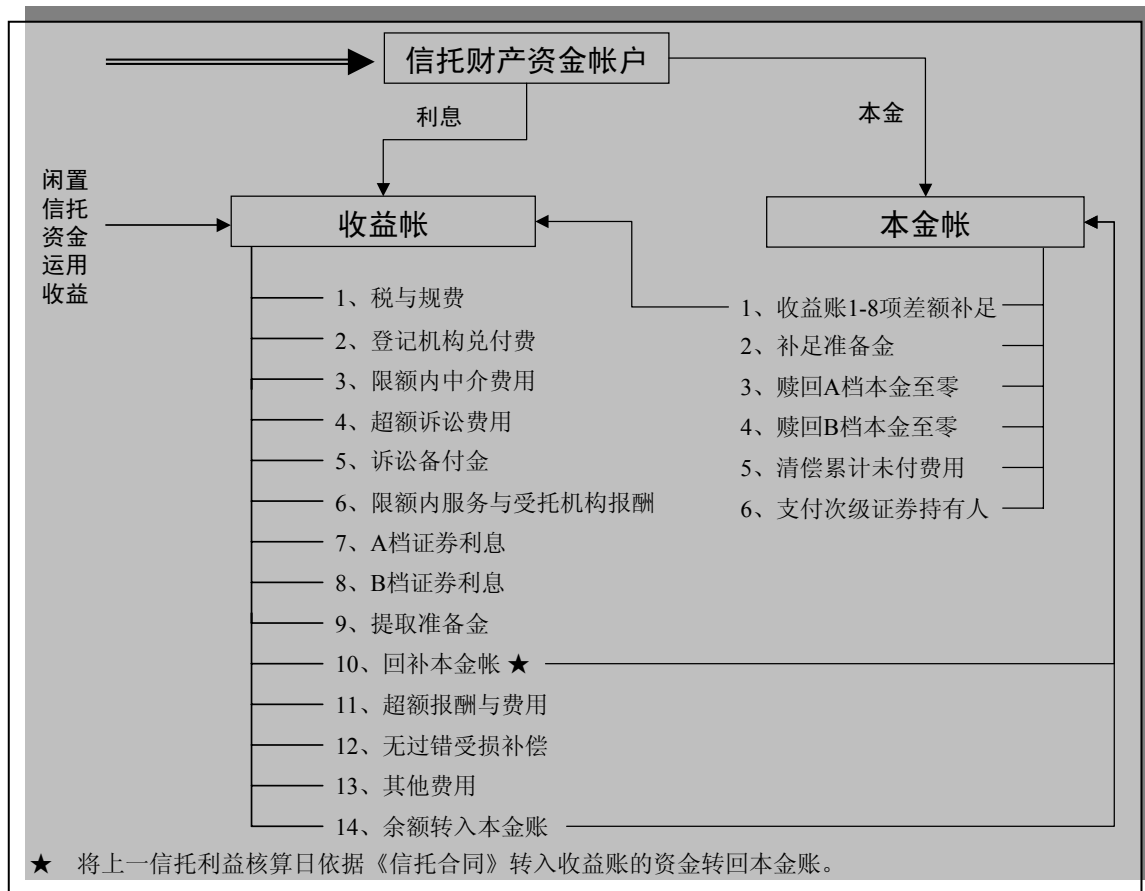 信托财产资金帐户
利息
本金
闲置
信托
资金
运用
收益
收益帐
本金帐
1、税与规费
2、登记机构兑付费
3、限额内中介费用
4、超额诉讼费用
5、诉讼备付金
6、限额内服务与受托机构报酬
7、A档证券利息
8、B档证券利息
9、提取准备金
10、回补本金帐 ★
11、超额报酬与费用
12、无过错受损补偿
13、其他费用
14、余额转入本金账
1、收益账1-8项差额补足
2、补足准备金
3、赎回A档本金至零
4、赎回B档本金至零
5、清偿累计未付费用
6、支付次级证券持有人
★ 将上一信托利益核算日依据《信托合同》转入收益账的资金转回本金账。